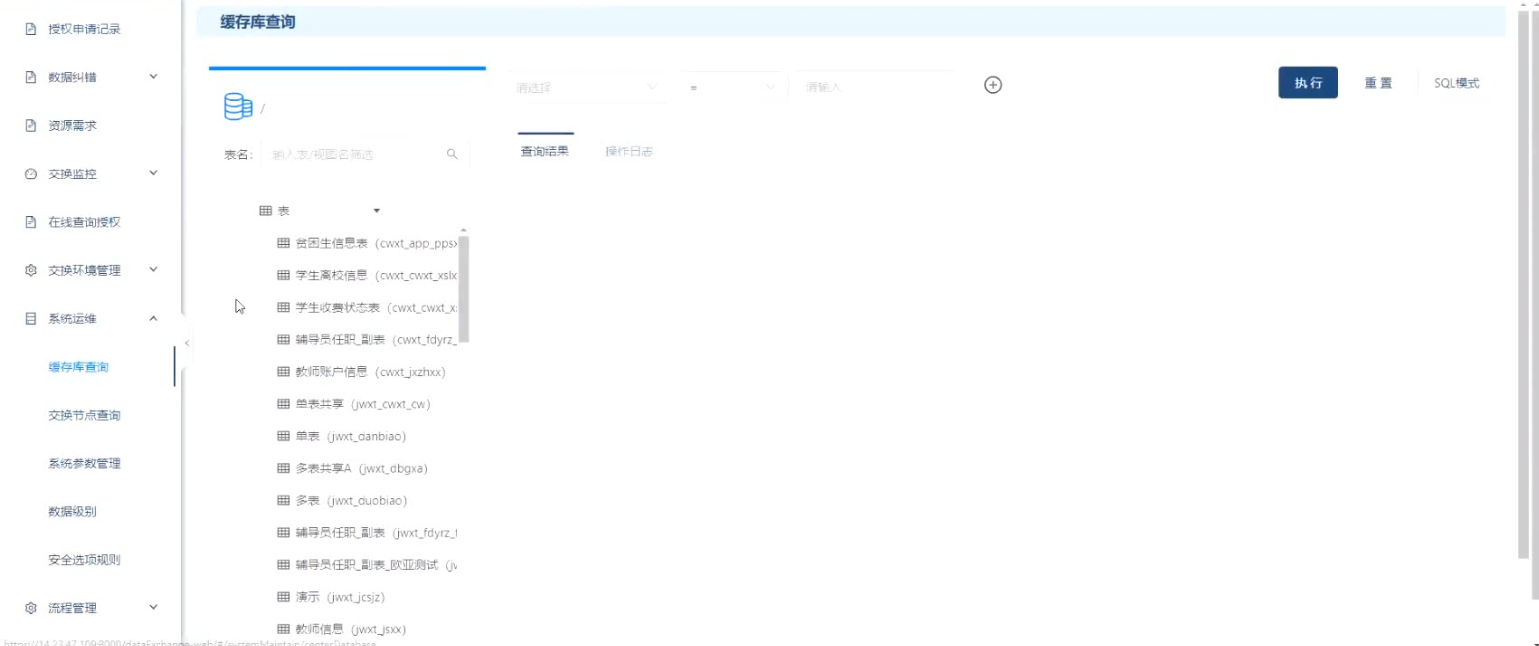 授权申请记录
数据纠错
资源需求
交换监控
在线查询授权
交换环境管理
系统运维
缓存库查询
交换节点查询
系统参数管理
数据级别
安全选项规则
流程管理
缓存库查询
/
表名:
输入表/视图名筛选
表
贫困生信息表（cwxt_app_ppsx
学生离校信息（cwxt_cwxt_xslx
学生收费状态表（cwxt_cwxt_x
辅导员任职_副表（cwxt_fdyrz_
教师账户信息（cwxt_jxzhxx）
单表共享（jwxt_cwxt_cw）
单表（jwxt_danbiao）
多表共享A（jwxt_dbgxa）
多表（jwxt_duobiao）
辅导员任职_副表（jwxt_fdyrz_
辅导员任职_副表_欧亚测试（jw
演示（jwxt_jcsjz）
教师信息（jwxt_jsxx）
请选择
=
请输入
执行
重置
SQL模式
查询结果
操作日志
https://14.23.47.109:8000/dataExchange-web/#/systemMaintain/centerDatabase